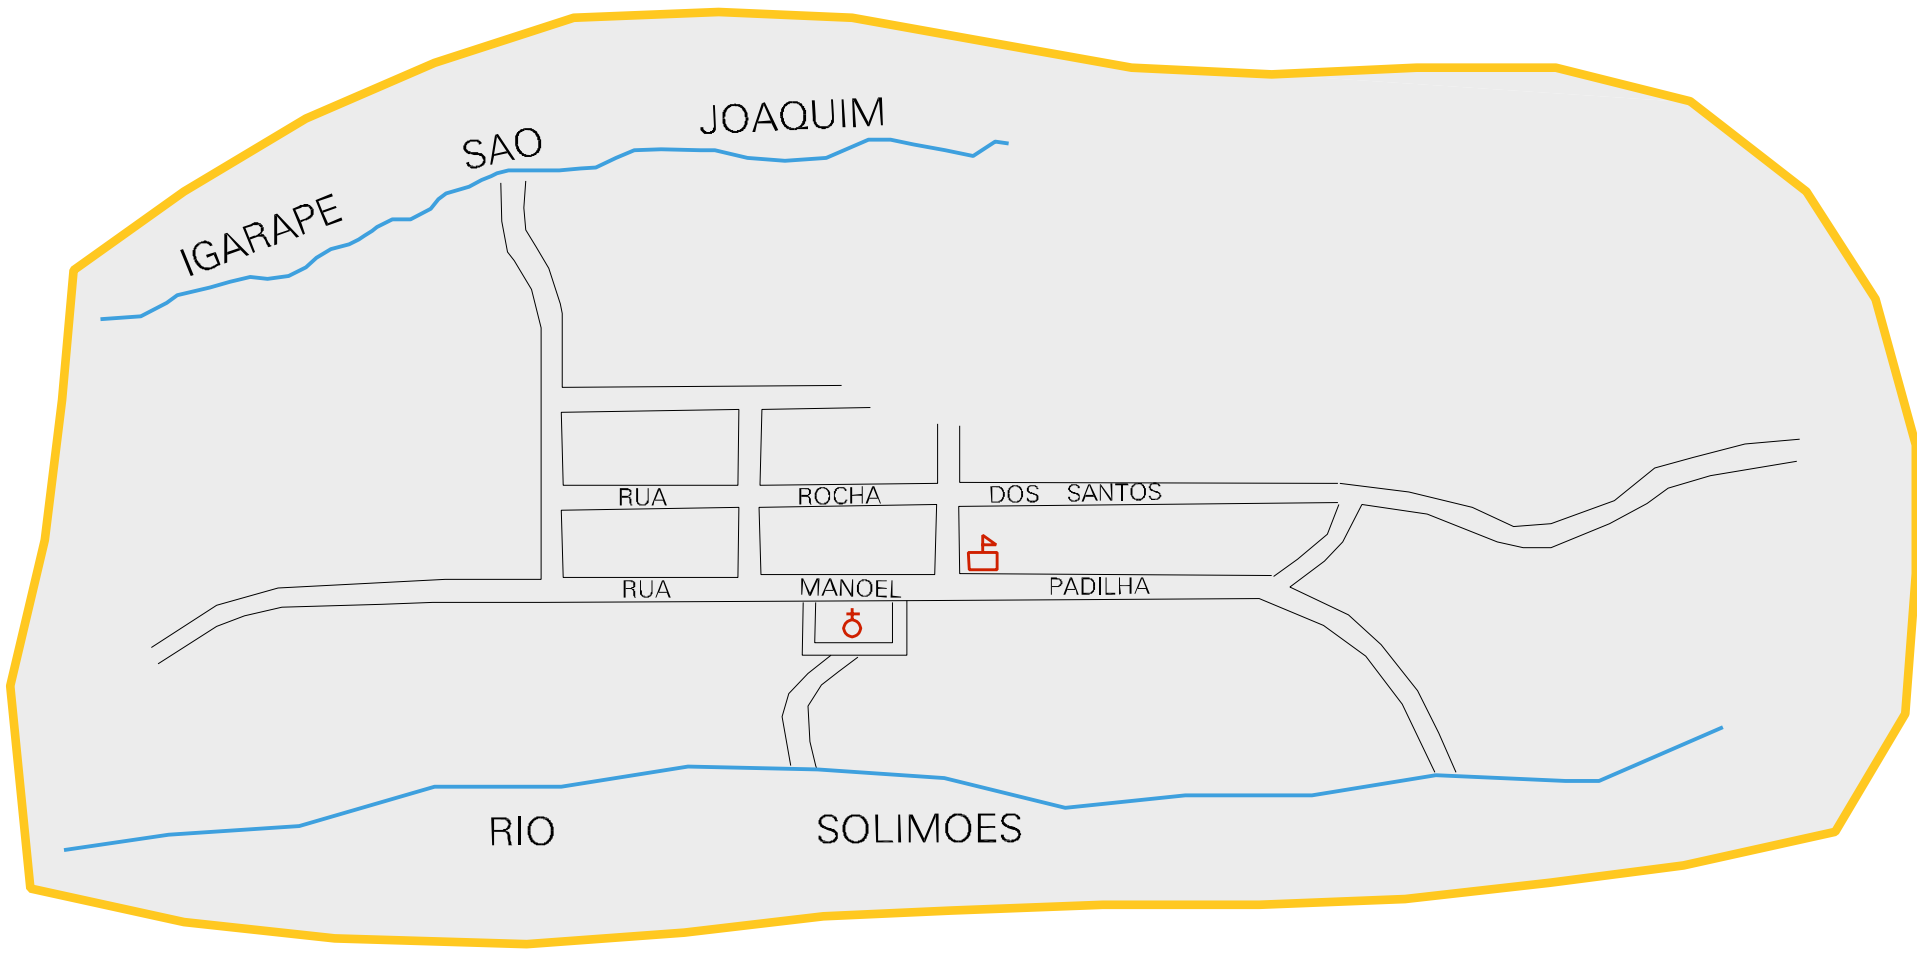 IGARAPE SAO JOAQUIM
RUA ROCHA DOS SANTOS
RUA MANOEL PADILHA
RIO SOLIMOES